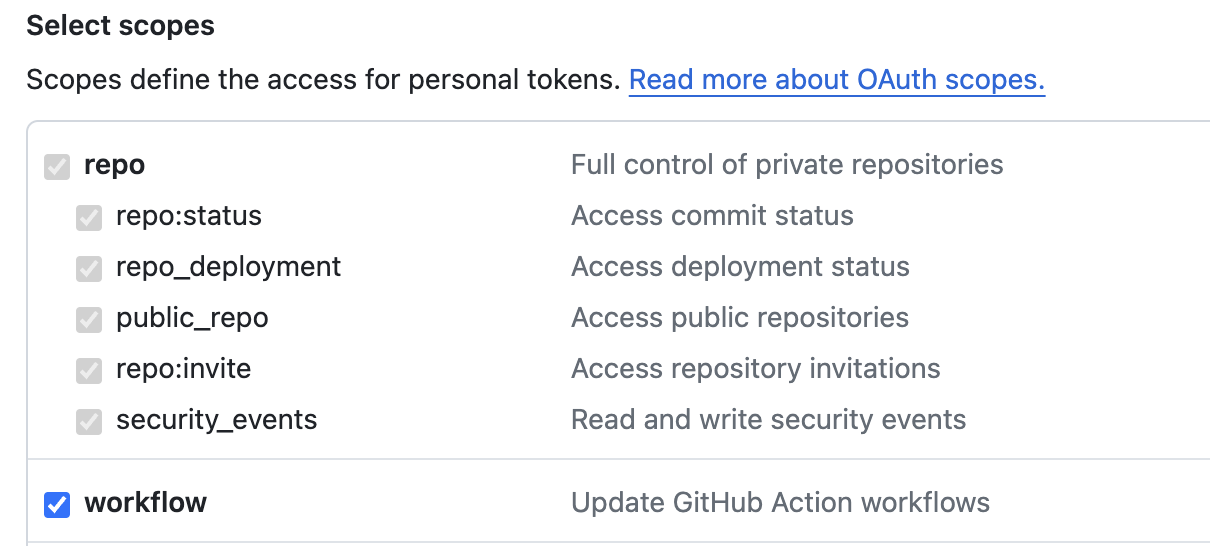 Select scopes
Scopes define the access for personal tokens. Read more about OAuth scopes.
repo Full control of private repositories
repo:status Access commit status
repo_deployment Access deployment status
public_repo Access public repositories
repo:invite Access repository invitations
security_events Read and write security events
workflow Update GitHub Action workflows